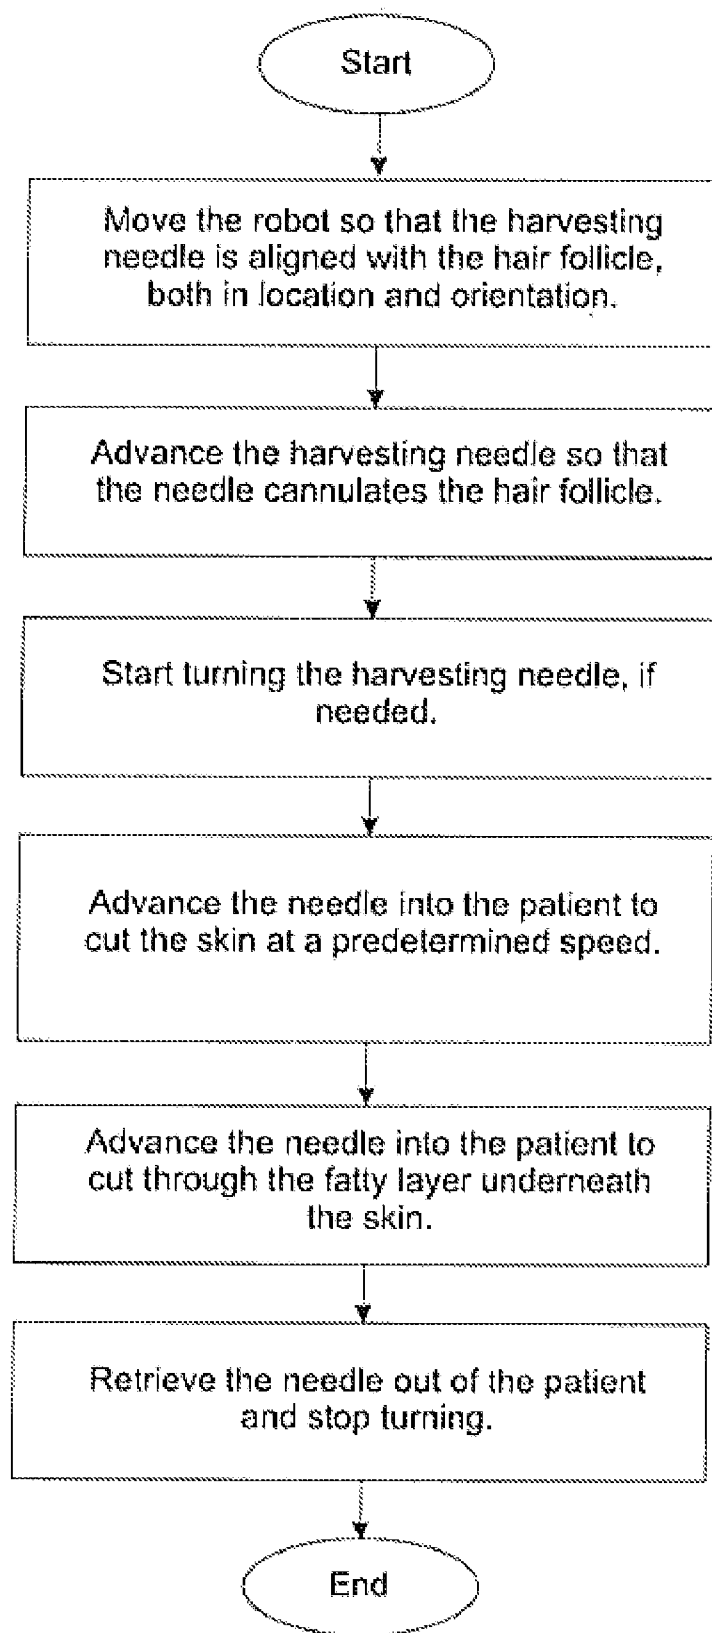 Start
Move the robot so that the harvesting
needle is aligned with the hair follicle,
both in location and orientation.
Advance the harvesting needle so that
the needle cannulates the hair follicle.
Start turning the harvesting needle, if
needed.
Advance the needle into the patient to
cut the skin at a predetermined speed.
Advance the needle into the patient to
cut through the fatty layer underneath
the skin.
Retrieve the needle out of the patient
and stop turning.
End